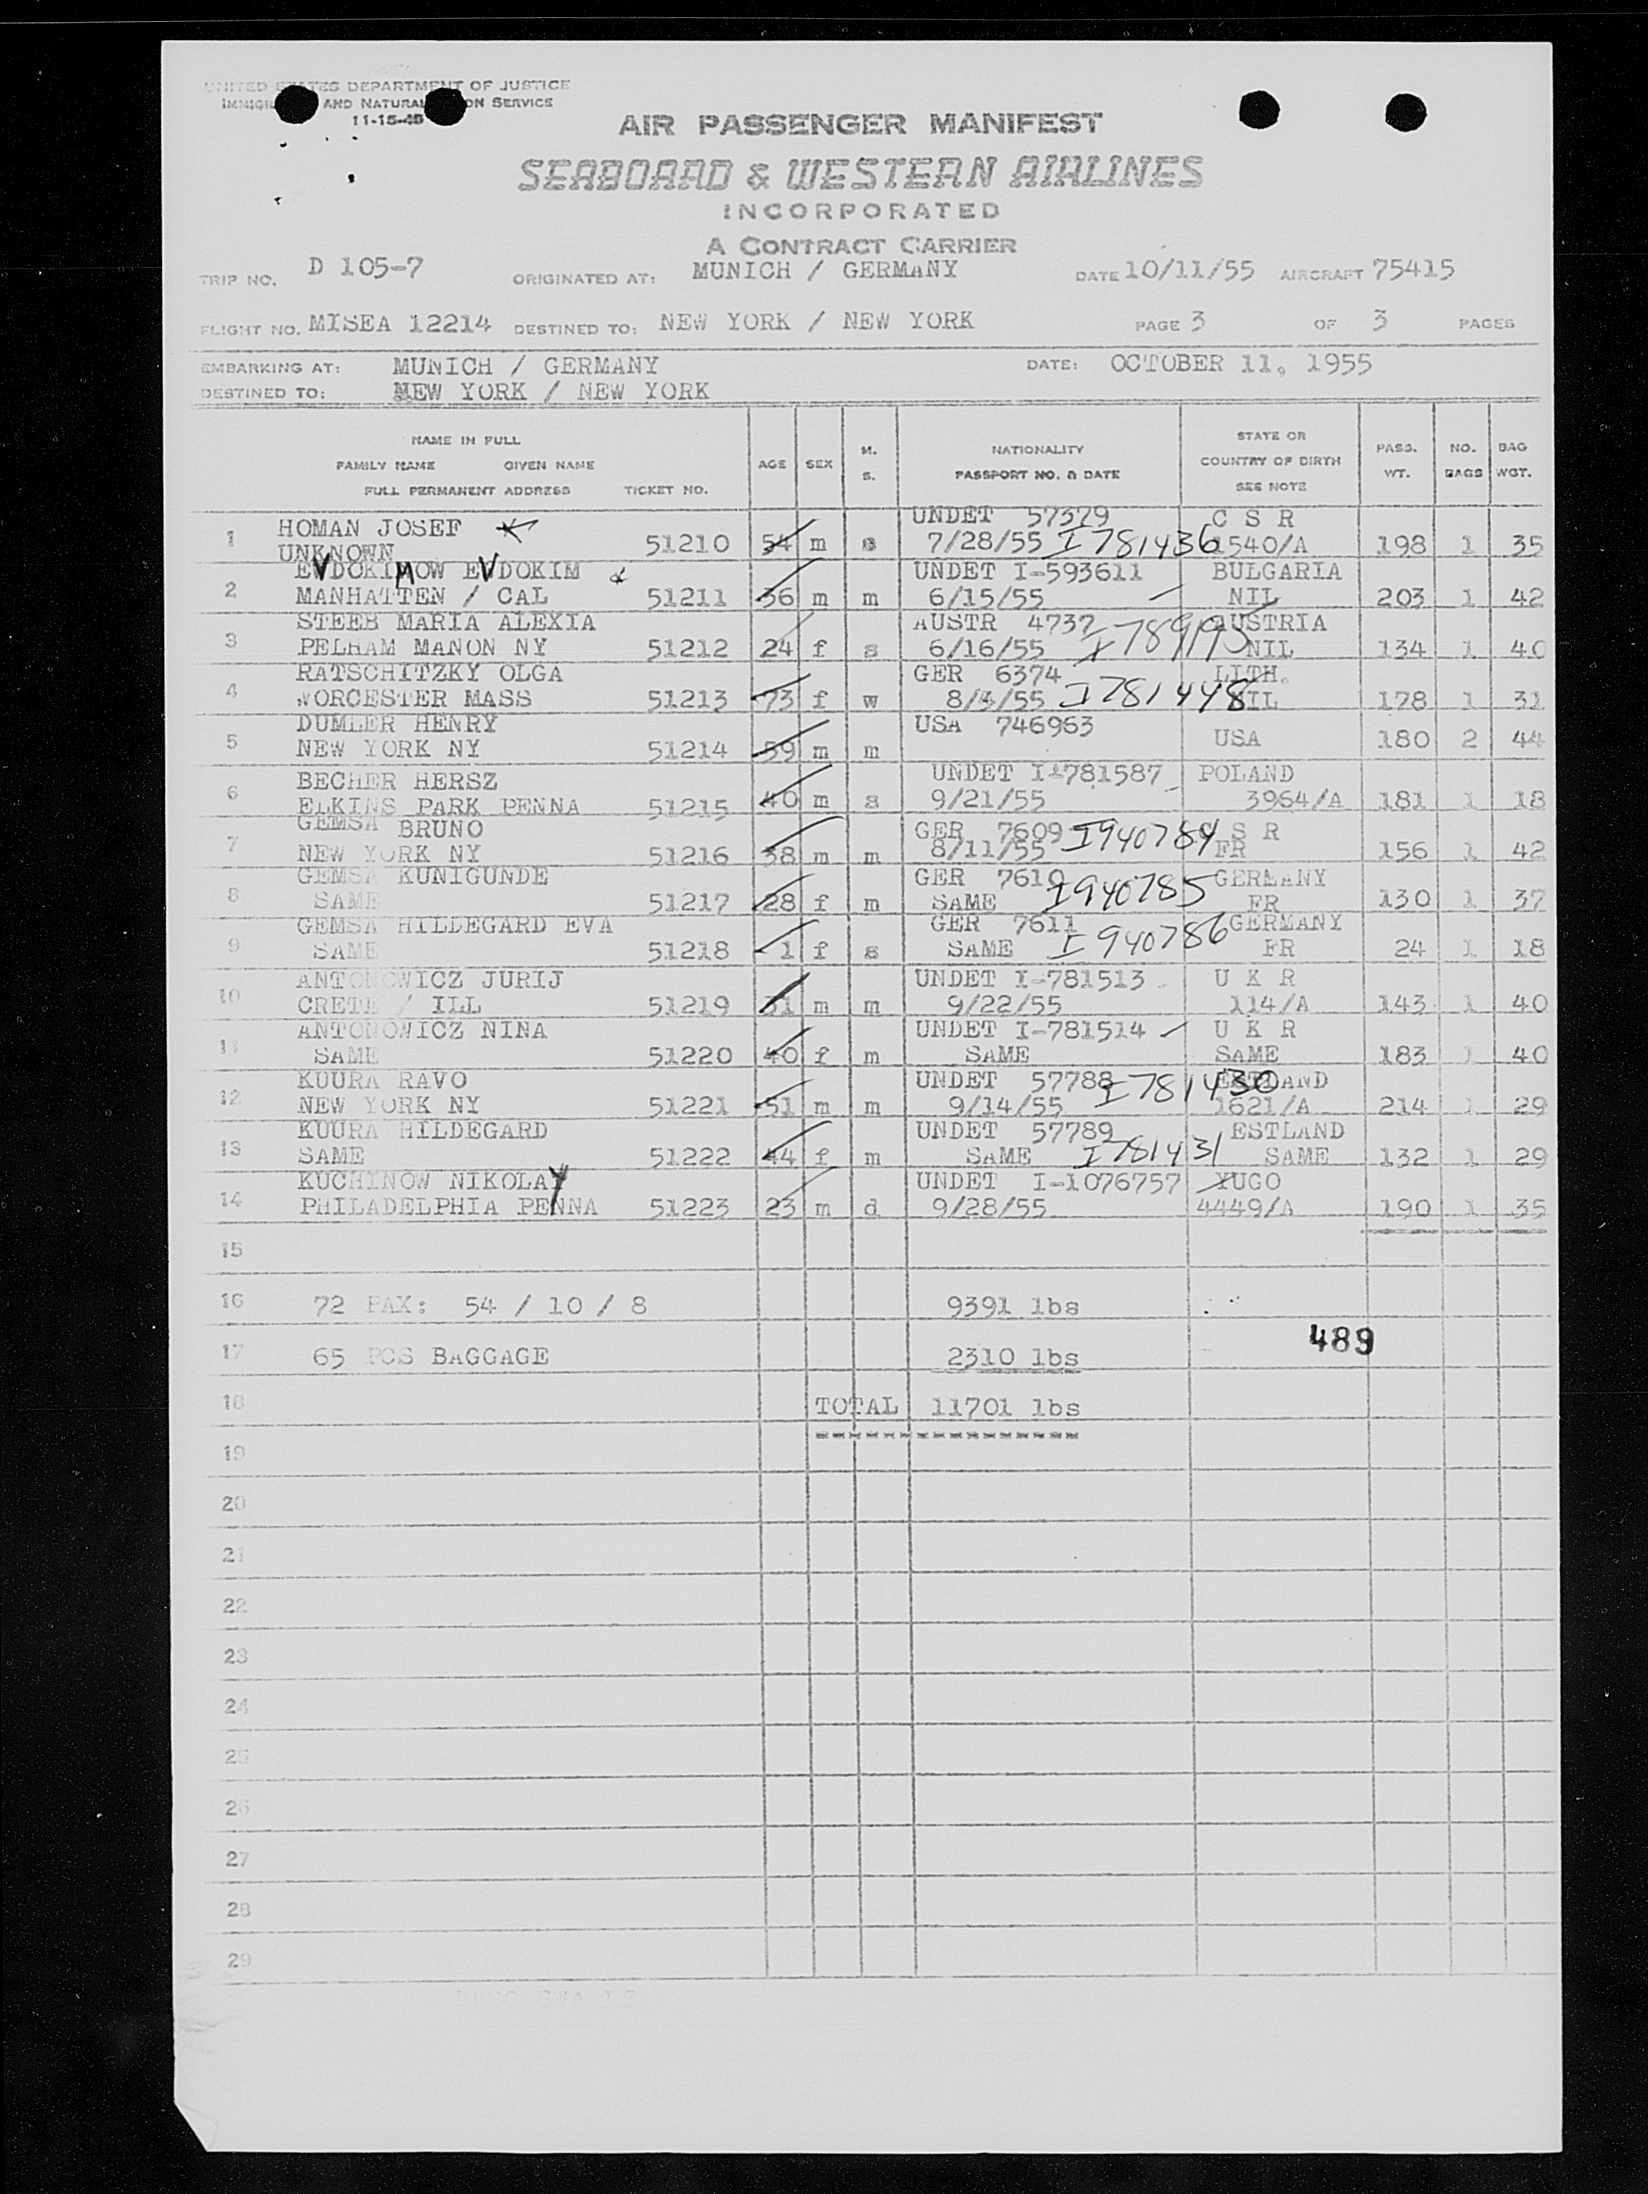 UNITED STATES DEPARTMENT OF JUSTICE
AND NATURAL ON SERVICE
11-15-48
AIR PASSENGER MANIFEST
SEABOARD & WESTERN AIRLINES
INCORPORATED
A CONTRACT CARRIER
TRIP NO. D 105-7 ORIGINATED AT: MUNICH / GERMANY DATE 10/11/55 AIRCRAFT 75415
FLIGHT NO. MISEA 12214 DESTINED TO: NEW YORK / NEW YORK PAGE 3 OF 3 PAGES
EMBARKING AT: MUNICH / GERMANY DATE: OCTOBER 11, 1955
DESTINED TO: NEW YORK / NEW YORK
NAME IN FULL
FAMILY NAME GIVEN NAME
FULL PERMANENT ADDRESS TICKET NO. AGE SEX M. S. NATIONALITY PASSPORT NO. & DATE STATE OR COUNTRY OF BIRTH SEE NOTE PASS. WT. NO. BAGS BAG WGT.
HOMAN JOSEF UNDET 57379 C S R
1 UNKNOWN 51210 54 m s 7/28/55 I781436 1540/A 198 1 35
EVDOKIMOW EVDOKIM UNDET I-593611 BULGARIA
2 MANHATTEN / CAL 51211 36 m m 6/15/55 NIL 203 1 42
STEEB MARIA ALEXIA AUSTR 4737 AUSTRIA
3 PELHAM MANON NY 51212 24 f s 6/16/55 I789193 NIL 134 1 40
RATSCHITZKY OLGA GER 6374 LITH.
4 WORCESTER MASS 51213 73 f w 8/3/55 I781448 NIL 178 1 31
DUMLER HENRY USA 746963
5 NEW YORK NY 51214 59 m m USA 180 2 44
BECHER HERSZ UNDET I-781587 POLAND
6 ELKINS PARK PENNA 51215 40 m s 9/21/55 3964/A 181 1 18
GEMSA BRUNO GER 7609 I940784 C S R
7 NEW YORK NY 51216 38 m m 8/11/55 FR 156 1 42
GEMSA KUNIGUNDE GER 7610 I940785 GERMANY
8 SAME 51217 28 f m SAME FR 130 1 37
GEMSA HILLEGARD EVA GER 7611 GERMANY
9 SAME 51218 1 f s SAME I940786 FR 24 1 18
ANTONOWICZ JURIJ UNDET I-781513 U K R
10 CRETE / ILL 51219 31 m m 9/22/55 114/A 143 1 40
ANTONOWICZ NINA UNDET I-781514 U K R
11 SAME 51220 40 f m SAME SAME 183 1 40
KUURA RAVO UNDET 57788 I781430 ESTLAND
12 NEW YORK NY 51221 51 m m 9/14/55 1621/A 214 1 29
KUURA HILDEGARD UNDET 57789 ESTLAND
13 SAME 51222 44 f m SAME I781431 SAME 132 1 29
KUCHINOW NIKOLAY UNDET I-1076757 YUGO
14 PHILADELPHIA PENNA 51223 23 m d 9/28/55 4449/A 190 1 35
15
16 72 PAX: 54 / 10 / 8 9391 lbs
489
17 65 PCS BAGGAGE 2310 lbs
18 TOTAL 11701 lbs
19
20
21
22
23
24
25
26
27
28
29